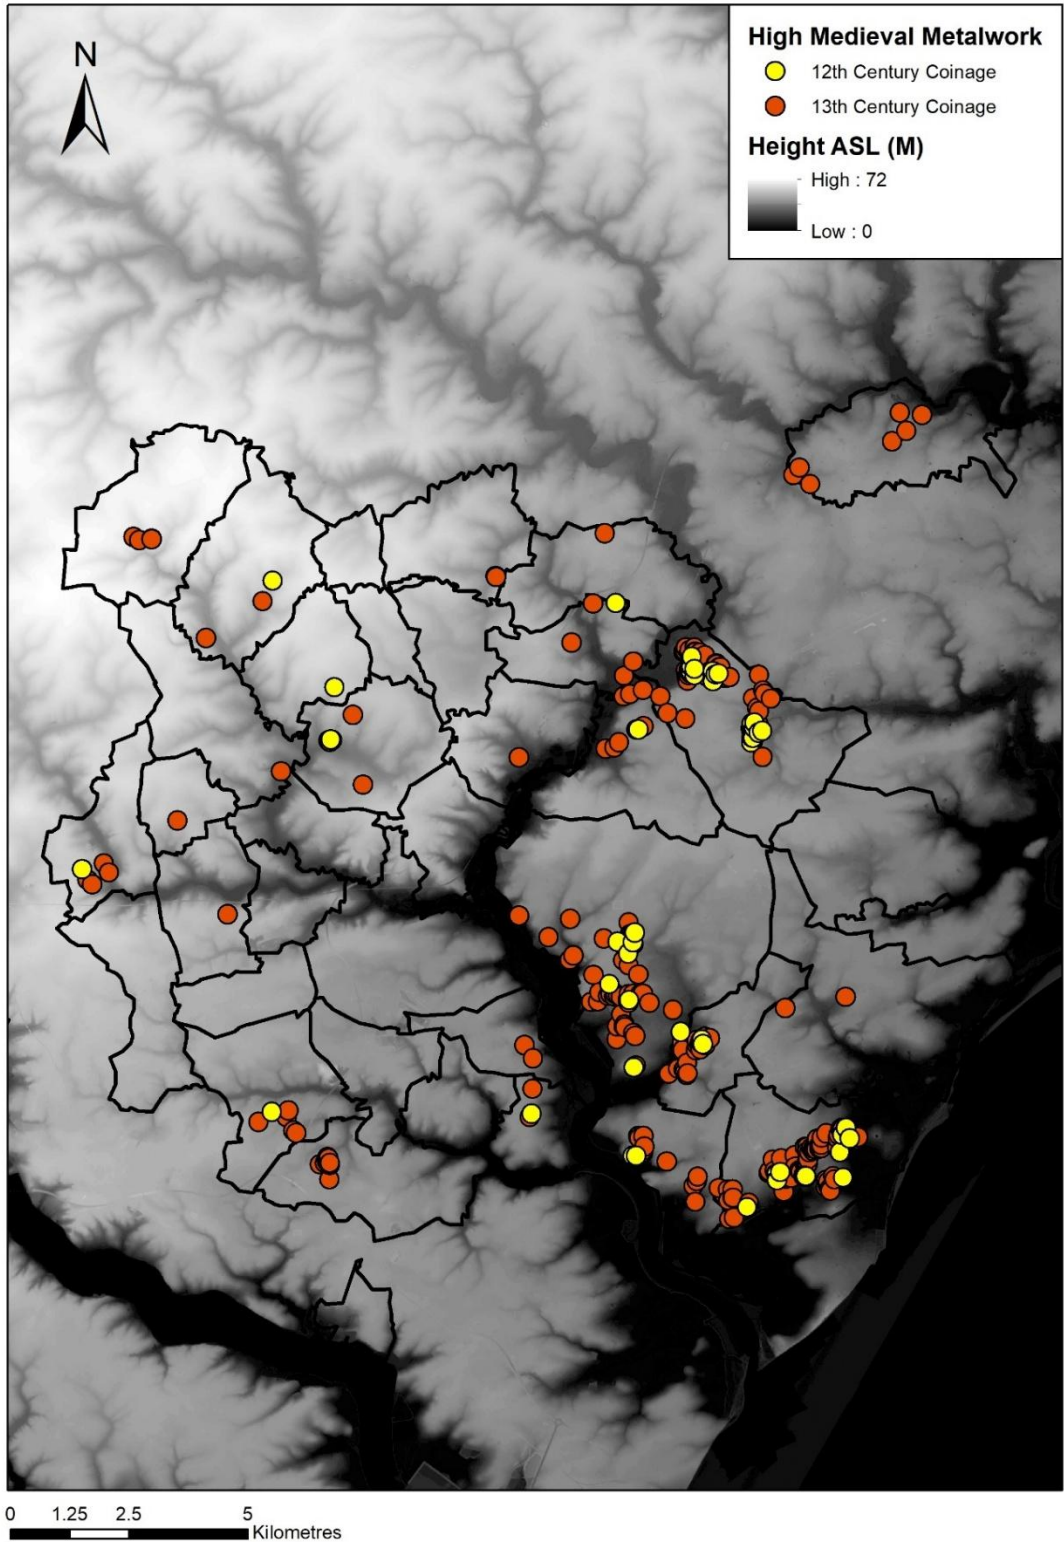 N
High Medieval Metalwork
12th Century Coinage
13th Century Coinage
Height ASL (M)
High : 72
Low : 0
0 1.25 2.5 5
Kilometres